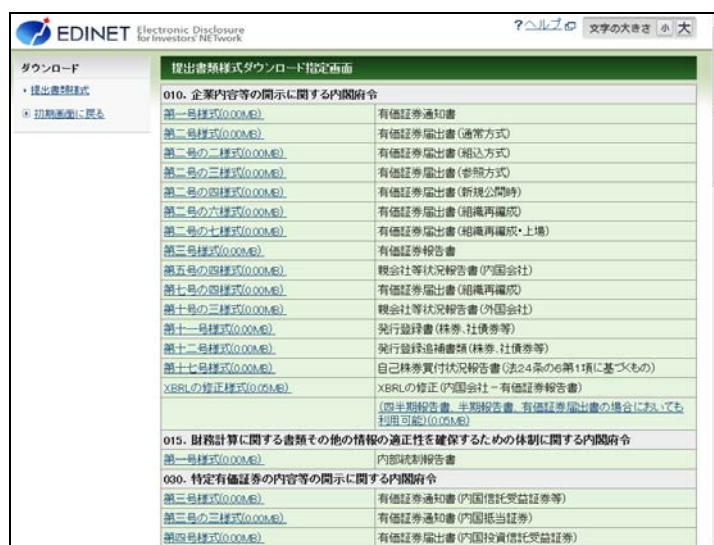 EDINET Electronic Disclosure for Investors' NETwork
?ヘルプ 文字の大きさ 小 大
ダウンロード
提出書類様式
初期画面に戻る
提出書類様式ダウンロード指定画面
010. 企業内容等の開示に関する内閣府令
第一号様式(0.00MB) 有価証券通知書
第二号様式(0.00MB) 有価証券届出書(通常方式)
第二号の二様式(0.00MB) 有価証券届出書(組込方式)
第二号の三様式(0.00MB) 有価証券届出書(参照方式)
第二号の四様式(0.00MB) 有価証券届出書(新規公開時)
第二号の六様式(0.00MB) 有価証券届出書(組織再編成)
第二号の七様式(0.00MB) 有価証券届出書(組織再編成・上場)
第三号様式(0.00MB) 有価証券報告書
第五号の四様式(0.00MB) 親会社等状況報告書(内国会社)
第七号の四様式(0.00MB) 有価証券届出書(組織再編成)
第十号の三様式(0.00MB) 親会社等状況報告書(外国会社)
第十一号様式(0.00MB) 発行登録書(株券、社債券等)
第十二号様式(0.00MB) 発行登録追補書類(株券、社債券等)
第十七号様式(0.00MB) 自己株券買付状況報告書(法24条の6第1項に基づくもの)
XBRLの修正様式(0.05MB) XBRLの修正(内国会社-有価証券報告書)
(四半期報告書、半期報告書、有価証券届出書の場合においても
利用可能)(0.05MB)
015. 財務計算に関する書類その他の情報の適正性を確保するための体制に関する内閣府令
第一号様式(0.00MB) 内部統制報告書
030. 特定有価証券の内容等の開示に関する内閣府令
第三号様式(0.00MB) 有価証券通知書(内国信託受益証券等)
第三号の三様式(0.00MB) 有価証券通知書(内国抵当証券)
第四号様式(0.00MB) 有価証券届出書(内国投資信託受益証券)